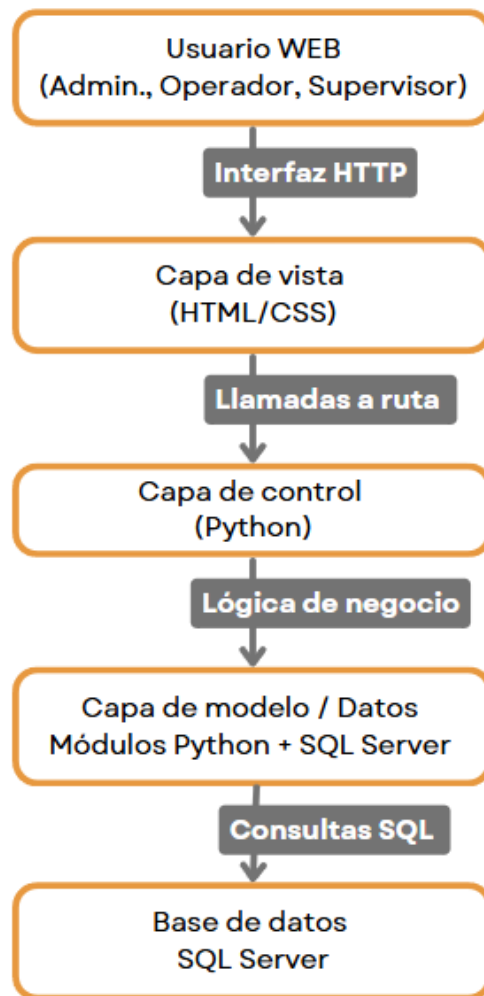 Usuario WEB
(Admin., Operador, Supervisor)
Interfaz HTTP
Capa de vista
(HTML/CSS)
Llamadas a ruta
Capa de control
(Python)
Lógica de negocio
Capa de modelo / Datos
Módulos Python + SQL Server
Consultas SQL
Base de datos
SQL Server